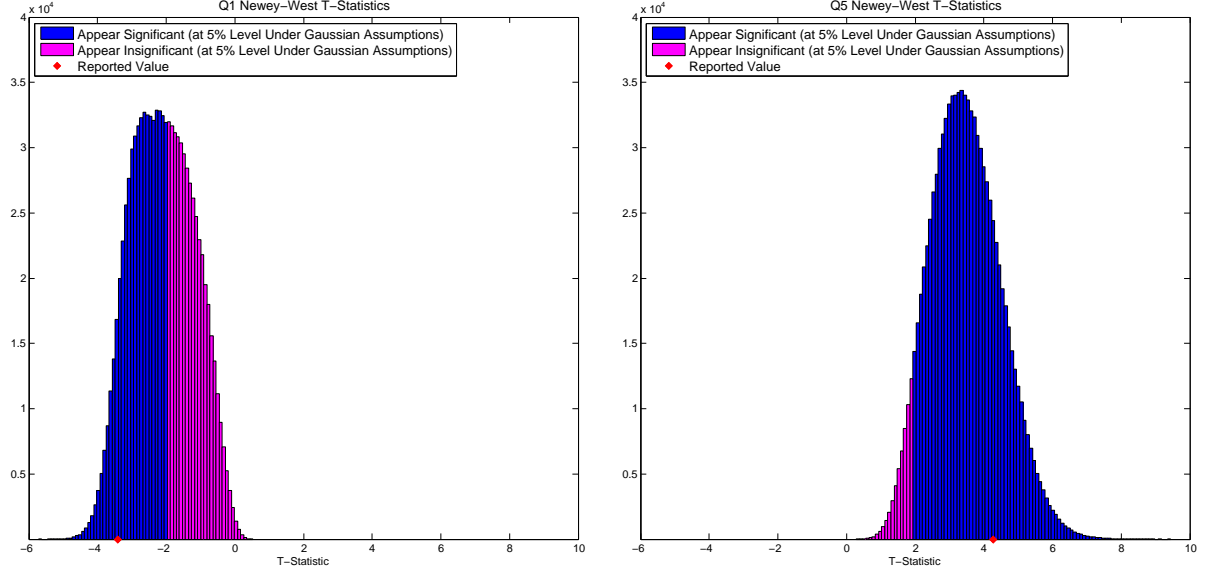 Q1 Newey−West T−Statistics
x 10^4
Appear Significant (at 5% Level Under Gaussian Assumptions)
Appear Insignificant (at 5% Level Under Gaussian Assumptions)
Reported Value
4
3.5
3
2.5
2
1.5
1
0.5
−6 −4 −2 0 2 4 6 8 10
T−Statistic
Q5 Newey−West T−Statistics
x 10^4
Appear Significant (at 5% Level Under Gaussian Assumptions)
Appear Insignificant (at 5% Level Under Gaussian Assumptions)
Reported Value
4
3.5
3
2.5
2
1.5
1
0.5
−6 −4 −2 0 2 4 6 8 10
T−Statistic